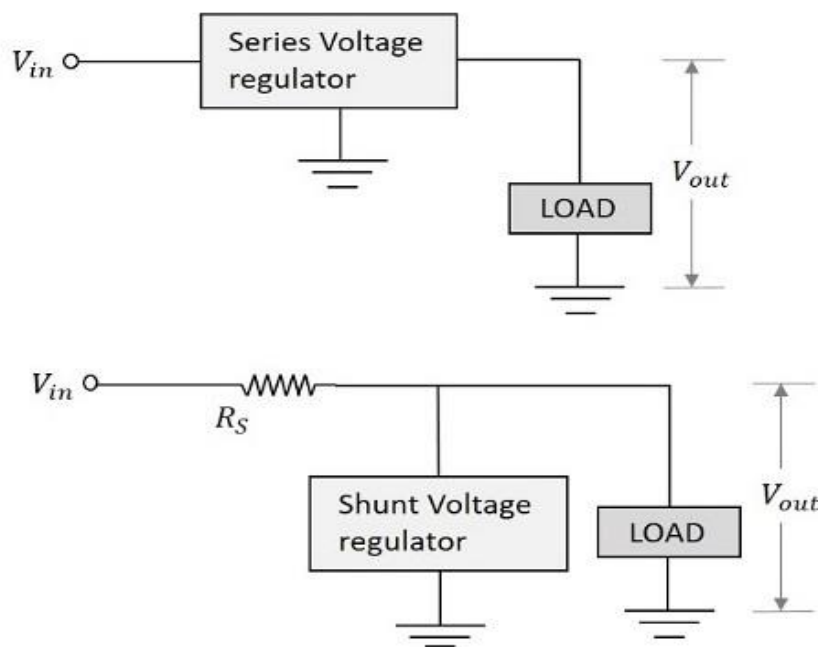 Series Voltage
regulator
V_in
V_out
LOAD
V_in
R_S
Shunt Voltage
regulator
V_out
LOAD